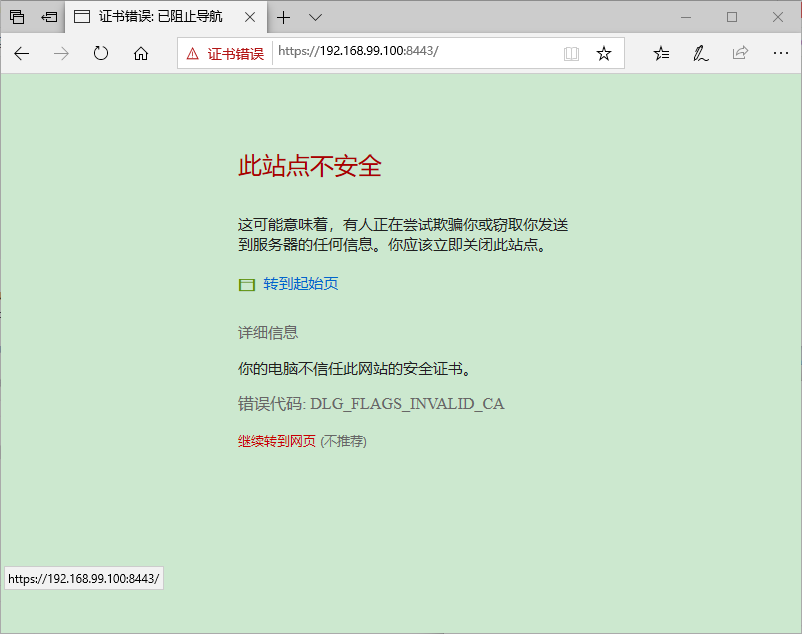 证书错误: 已阻止导航
证书错误 https://192.168.99.100:8443/
此站点不安全
这可能意味着，有人正在尝试欺骗你或窃取你发送
到服务器的任何信息。你应该立即关闭此站点。
转到起始页
详细信息
你的电脑不信任此网站的安全证书。
错误代码: DLG_FLAGS_INVALID_CA
继续转到网页 (不推荐)
https://192.168.99.100:8443/